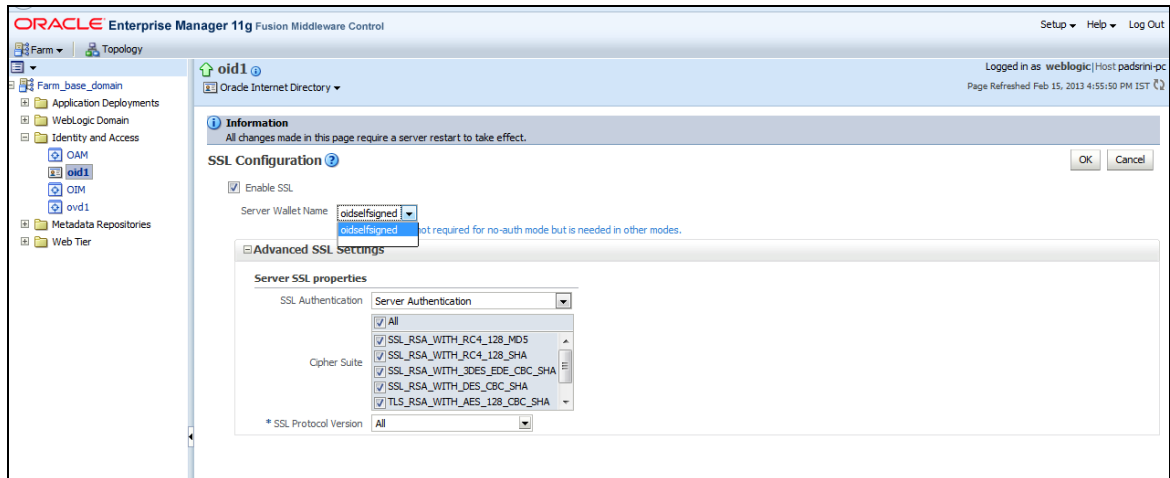 ORACLE Enterprise Manager 11g Fusion Middleware Control
Setup Help Log Out
Farm Topology
Farm_base_domain
Application Deployments
WebLogic Domain
Identity and Access
OAM
oid1
OIM
ovd1
Metadata Repositories
Web Tier
oid1
Oracle Internet Directory
Logged in as weblogic|Host padsrini-pc
Page Refreshed Feb 15, 2013 4:55:50 PM IST
Information
All changes made in this page require a server restart to take effect.
SSL Configuration
OK Cancel
Enable SSL
Server Wallet Name oidselfsigned
oidselfsigned
not required for no-auth mode but is needed in other modes.
Advanced SSL Settings
Server SSL properties
SSL Authentication Server Authentication
All
Cipher Suite
SSL_RSA_WITH_RC4_128_MD5
SSL_RSA_WITH_RC4_128_SHA
SSL_RSA_WITH_3DES_EDE_CBC_SHA
SSL_RSA_WITH_DES_CBC_SHA
TLS_RSA_WITH_AES_128_CBC_SHA
* SSL Protocol Version All